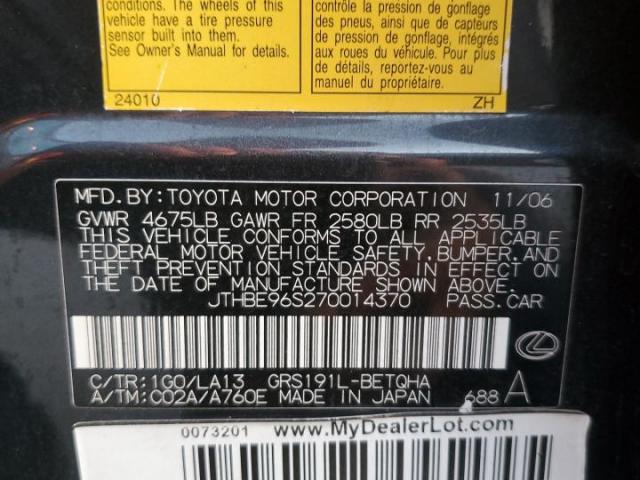 conditions. The wheels of this
vehicle have a tire pressure
sensor built into them.
See Owner's Manual for details.
contrôle la pression de gonflage
des pneus, ainsi que de capteurs
de pression de gonflage, intégrés
aux roues du véhicule. Pour plus
de détails, reportez-vous au
manuel du propriétaire.
24010
ZH
MFD.BY:TOYOTA MOTOR CORPORATION 11/06
GVWR 4675LB GAWR FR 2580LB RR 2535LB
THIS VEHICLE CONFORMS TO ALL APPLICABLE
FEDERAL MOTOR VEHICLE SAFETY,BUMPER,AND
THEFT PREVENTION STANDARDS IN EFFECT ON
THE DATE OF MANUFACTURE SHOWN ABOVE.
JTHBE96S270014370 PASS.CAR
C/TR:1G0/LA13 GRS191L-BETQHA
A/TM:C02A/A760E MADE IN JAPAN 688 A
0073201 www.MyDealerLot.com